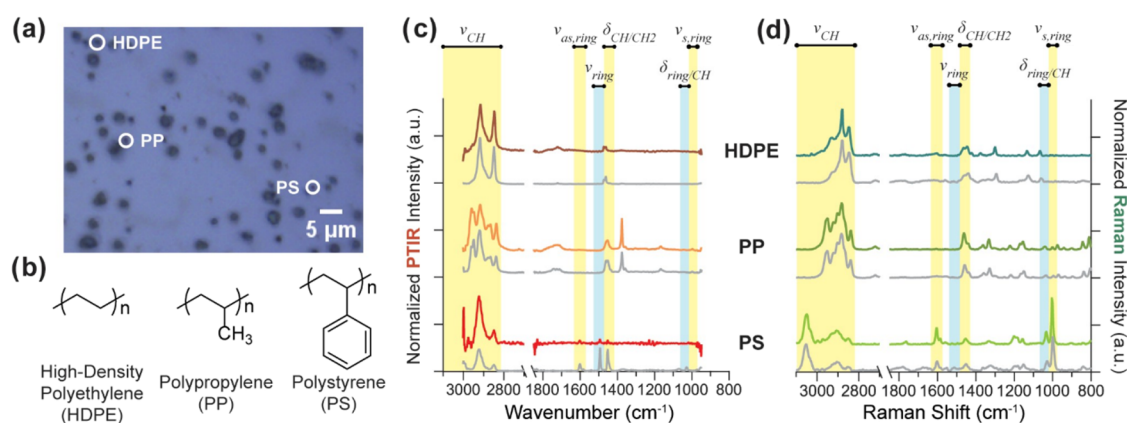 (a)
HDPE
PP
PS
5 µm
(b)
n
n
CH₃
n
High-Density
Polyethylene
(HDPE)
Polypropylene
(PP)
Polystyrene
(PS)
(c)
νCH
νas,ring
δCH/CH2
νs,ring
νring
δring/CH
Normalized PTIR Intensity (a.u.)
3000 2800 1800 1600 1400 1200 1000
Wavenumber (cm⁻¹)
HDPE
PP
PS
(d)
νCH
νas,ring
δCH/CH2
νs,ring
νring
δring/CH
Normalized Raman Intensity (a.u.)
3000 2800 1800 1600 1400 1200 1000 800
Raman Shift (cm⁻¹)